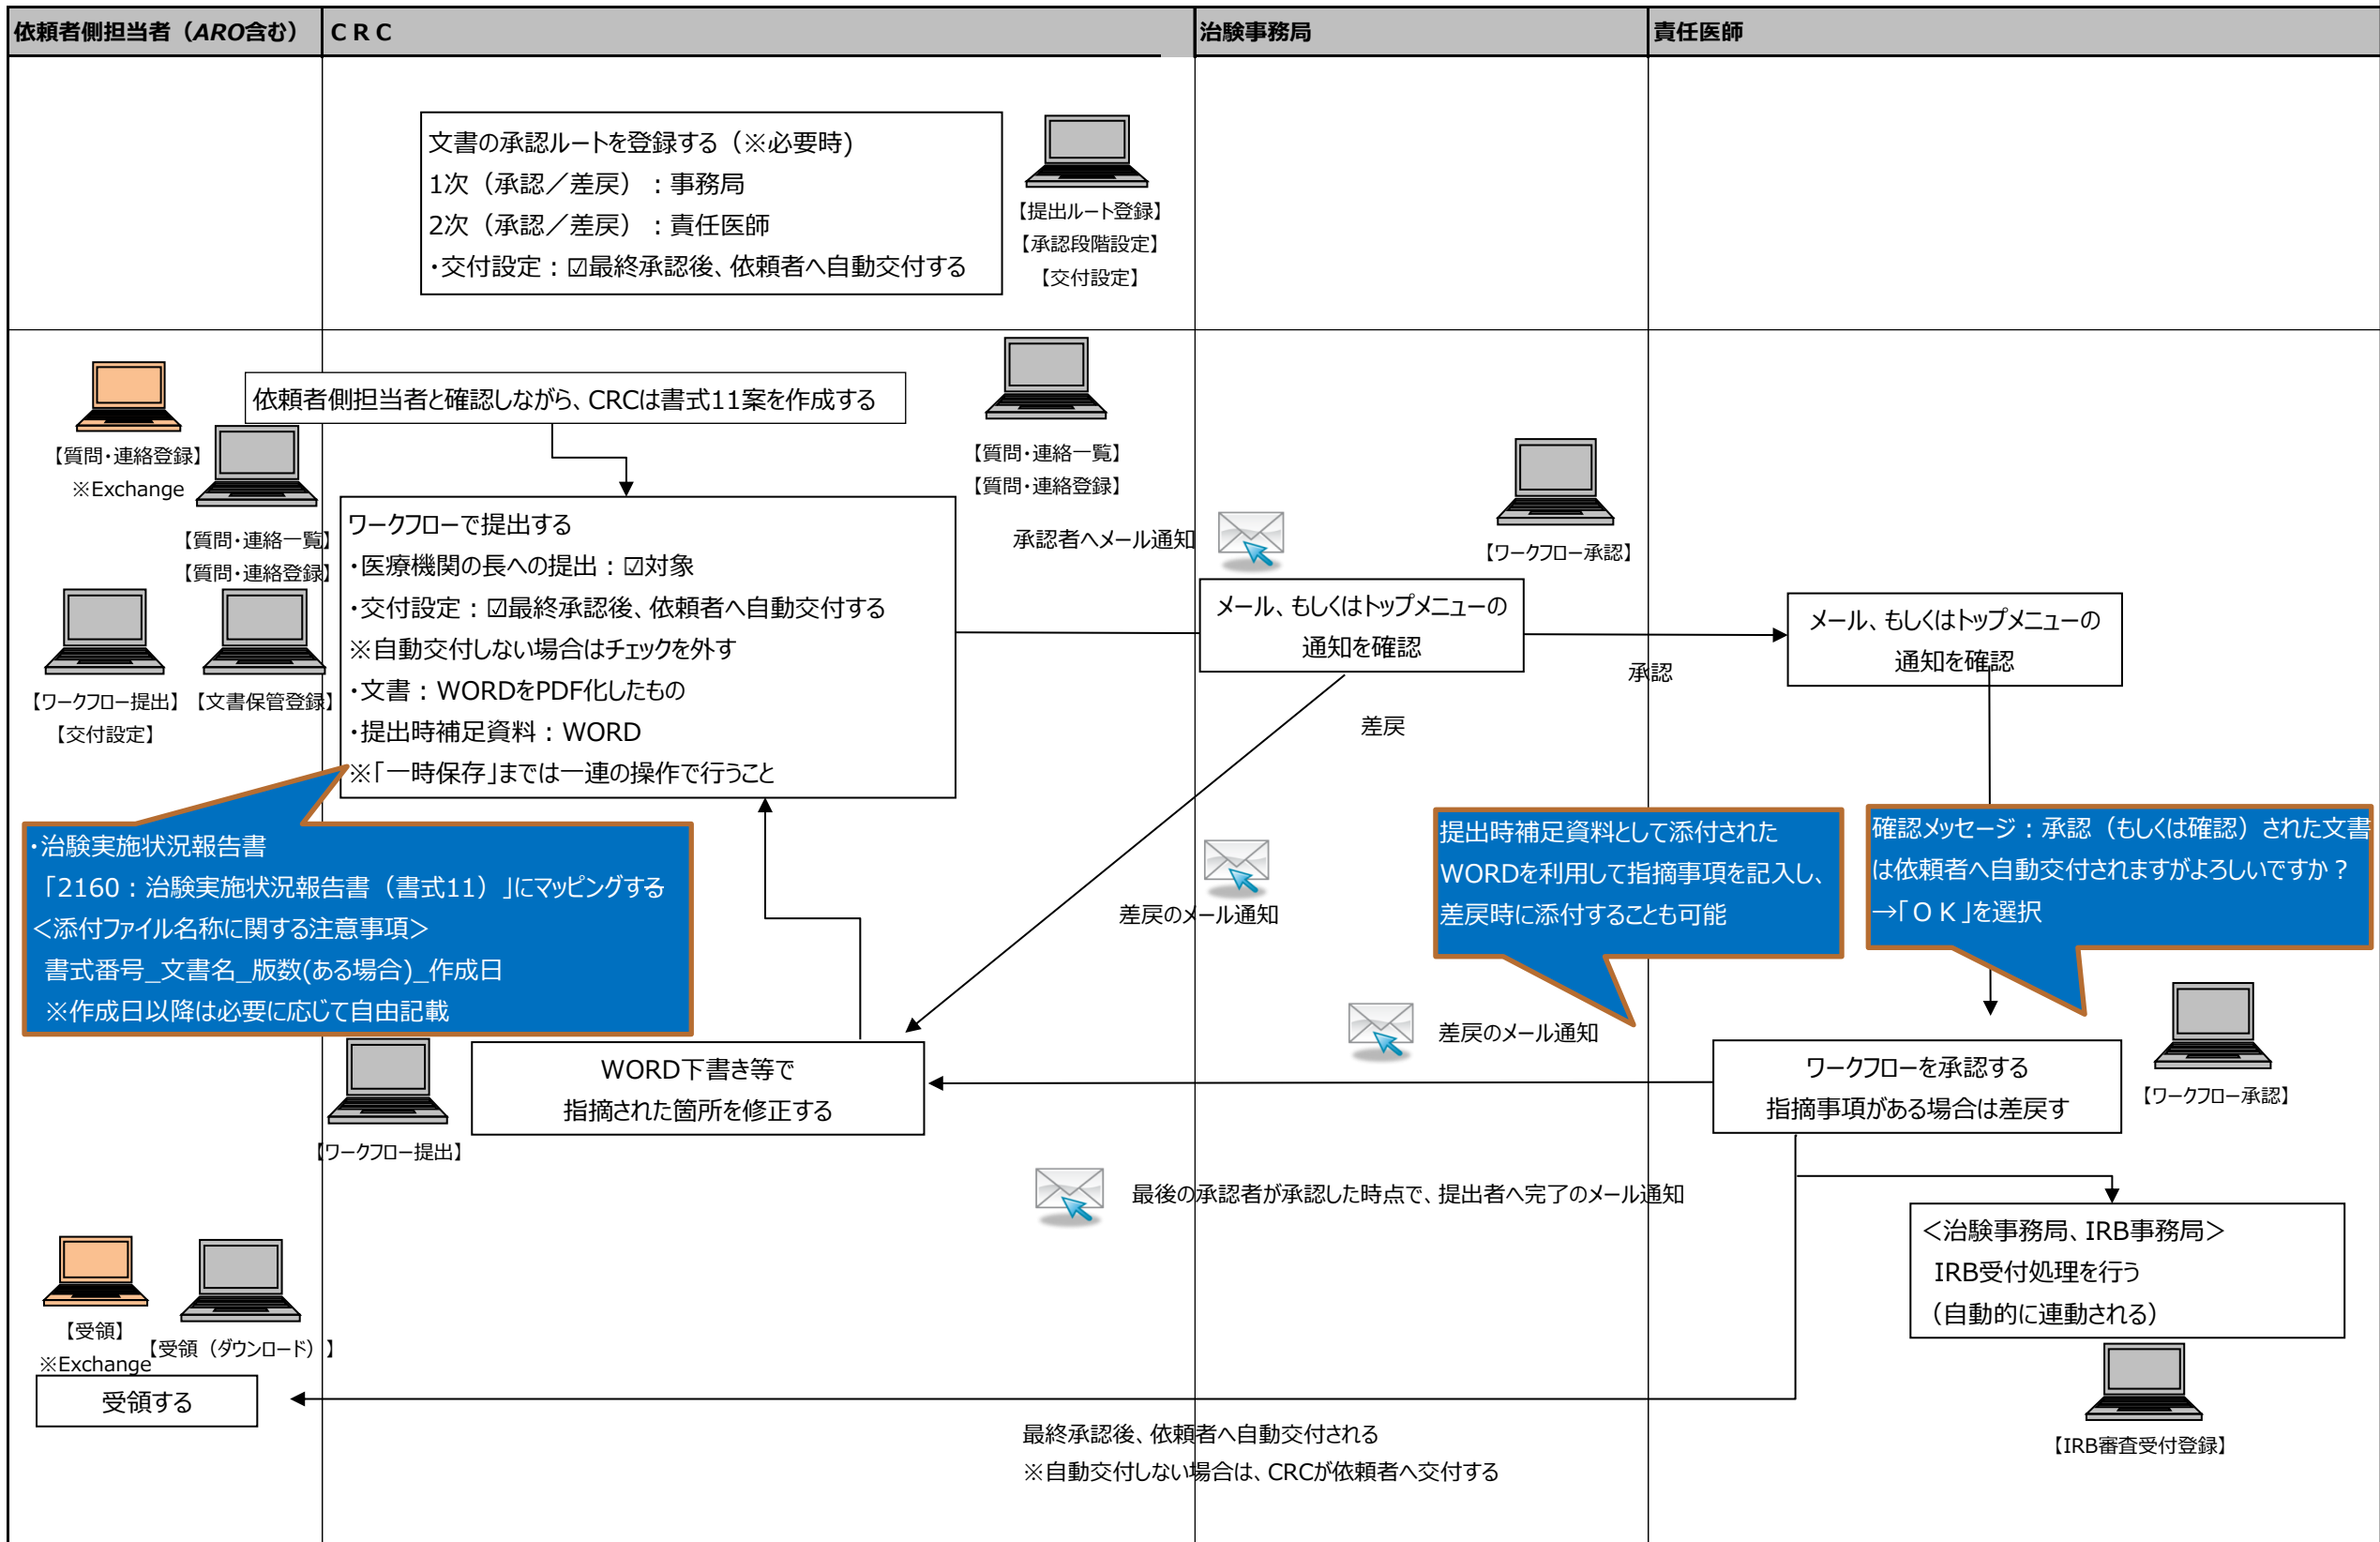 依頼者側担当者（ARO含む）
ＣＲＣ
治験事務局
責任医師
文書の承認ルートを登録する（※必要時)
1次（承認／差戻）：事務局
2次（承認／差戻）：責任医師
・交付設定：☑最終承認後、依頼者へ自動交付する
【提出ルート登録】
【承認段階設定】
【交付設定】
依頼者側担当者と確認しながら、CRCは書式11案を作成する
【質問・連絡登録】
※Exchange
【質問・連絡一覧】
【質問・連絡登録】
【質問・連絡一覧】
【質問・連絡登録】
【ワークフロー提出】
【交付設定】
【文書保管登録】
ワークフローで提出する
・医療機関の長への提出：☑対象
・交付設定：☑最終承認後、依頼者へ自動交付する
※自動交付しない場合はチェックを外す
・文書：WORDをPDF化したもの
・提出時補足資料：WORD
※「一時保存」までは一連の操作で行うこと
承認者へメール通知
【ワークフロー承認】
メール、もしくはトップメニューの
通知を確認
承認
メール、もしくはトップメニューの
通知を確認
差戻
・治験実施状況報告書
「2160：治験実施状況報告書（書式11）」にマッピングする
＜添付ファイル名称に関する注意事項＞
書式番号_文書名_版数(ある場合)_作成日
※作成日以降は必要に応じて自由記載
差戻のメール通知
提出時補足資料として添付された
WORDを利用して指摘事項を記入し、
差戻時に添付することも可能
確認メッセージ：承認（もしくは確認）された文書
は依頼者へ自動交付されますがよろしいですか？
→「ＯＫ」を選択
差戻のメール通知
WORD下書き等で
指摘された箇所を修正する
【ワークフロー提出】
ワークフローを承認する
指摘事項がある場合は差戻す
【ワークフロー承認】
最後の承認者が承認した時点で、提出者へ完了のメール通知
＜治験事務局、IRB事務局＞
IRB受付処理を行う
（自動的に連動される）
【IRB審査受付登録】
【受領】
※Exchange
【受領（ダウンロード）】
受領する
最終承認後、依頼者へ自動交付される
※自動交付しない場合は、CRCが依頼者へ交付する